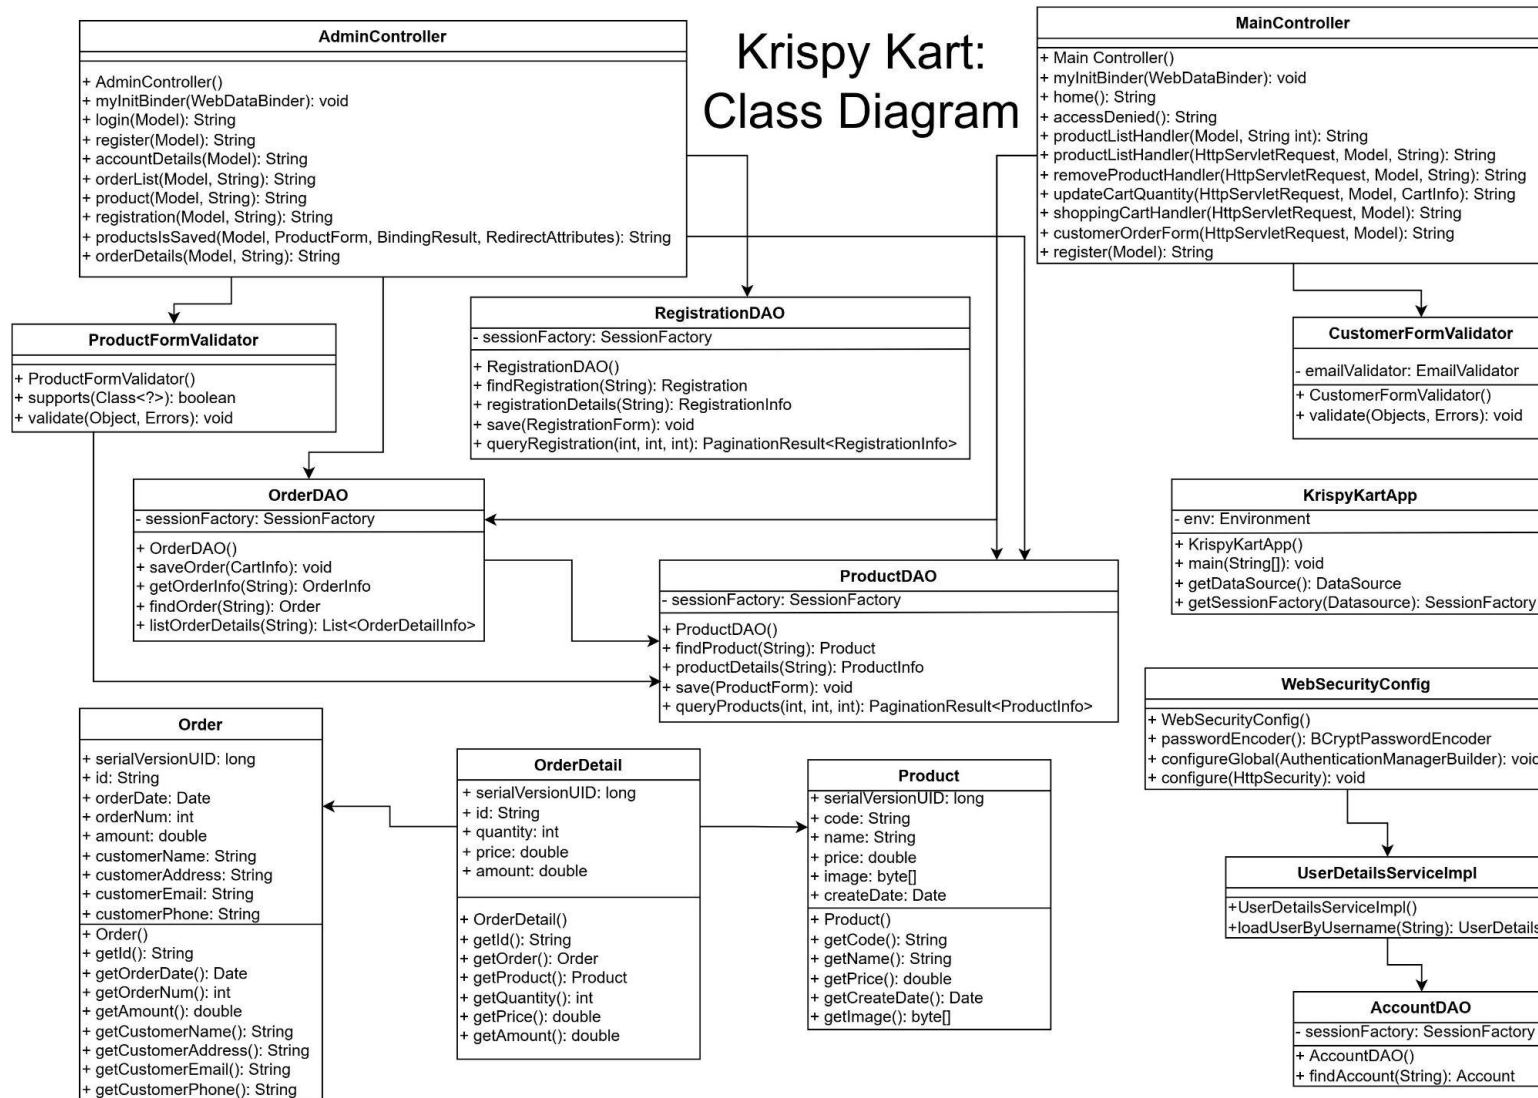 Krispy Kart:
Class Diagram
AdminController
+ AdminController()
+ myInitBinder(WebDataBinder): void
+ login(Model): String
+ register(Model): String
+ accountDetails(Model): String
+ orderList(Model, String): String
+ product(Model, String): String
+ registration(Model, String): String
+ productsIsSaved(Model, ProductForm, BindingResult, RedirectAttributes): String
+ orderDetails(Model, String): String
MainController
+ Main Controller()
+ myInitBinder(WebDataBinder): void
+ home(): String
+ accessDenied(): String
+ productListHandler(Model, String int): String
+ productListHandler(HttpServletRequest, Model, String): String
+ removeProductHandler(HttpServletRequest, Model, String): String
+ updateCartQuantity(HttpServletRequest, Model, CartInfo): String
+ shoppingCartHandler(HttpServletRequest, Model): String
+ customerOrderForm(HttpServletRequest, Model): String
+ register(Model): String
ProductFormValidator
+ ProductFormValidator()
+ supports(Class<?>): boolean
+ validate(Object, Errors): void
RegistrationDAO
- sessionFactory: SessionFactory
+ RegistrationDAO()
+ findRegistration(String): Registration
+ registrationDetails(String): RegistrationInfo
+ save(RegistrationForm): void
+ queryRegistration(int, int, int): PaginationResult<RegistrationInfo>
CustomerFormValidator
- emailValidator: EmailValidator
+ CustomerFormValidator()
+ validate(Objects, Errors): void
OrderDAO
- sessionFactory: SessionFactory
+ OrderDAO()
+ saveOrder(CartInfo): void
+ getOrderInfo(String): OrderInfo
+ findOrder(String): Order
+ listOrderDetails(String): List<OrderDetailInfo>
ProductDAO
- sessionFactory: SessionFactory
+ ProductDAO()
+ findProduct(String): Product
+ productDetails(String): ProductInfo
+ save(ProductForm): void
+ queryProducts(int, int, int): PaginationResult<ProductInfo>
KrispyKartApp
- env: Environment
+ KrispyKartApp()
+ main(String[]): void
+ getDataSource(): DataSource
+ getSessionFactory(Datasource): SessionFactory
WebSecurityConfig
+ WebSecurityConfig()
+ passwordEncoder(): BCryptPasswordEncoder
+ configureGlobal(AuthenticationManagerBuilder): void
+ configure(HttpSecurity): void
Order
+ serialVersionUID: long
+ id: String
+ orderDate: Date
+ orderNum: int
+ amount: double
+ customerName: String
+ customerAddress: String
+ customerEmail: String
+ customerPhone: String
+ Order()
+ getId(): String
+ getOrderDate(): Date
+ getOrderNum(): int
+ getAmount(): double
+ getCustomerName(): String
+ getCustomerAddress(): String
+ getCustomerEmail(): String
+ getCustomerPhone(): String
OrderDetail
+ serialVersionUID: long
+ id: String
+ quantity: int
+ price: double
+ amount: double
+ OrderDetail()
+ getId(): String
+ getOrder(): Order
+ getProduct(): Product
+ getQuantity(): int
+ getPrice(): double
+ getAmount(): double
Product
+ serialVersionUID: long
+ code: String
+ name: String
+ price: double
+ image: byte[]
+ createDate: Date
+ Product()
+ getCode(): String
+ getName(): String
+ getPrice(): double
+ getCreateDate(): Date
+ getImage(): byte[]
UserDetailsServiceImpl
+UserDetailsServiceImpl()
+loadUserByUsername(String): UserDetails
AccountDAO
- sessionFactory: SessionFactory
+ AccountDAO()
+ findAccount(String): Account